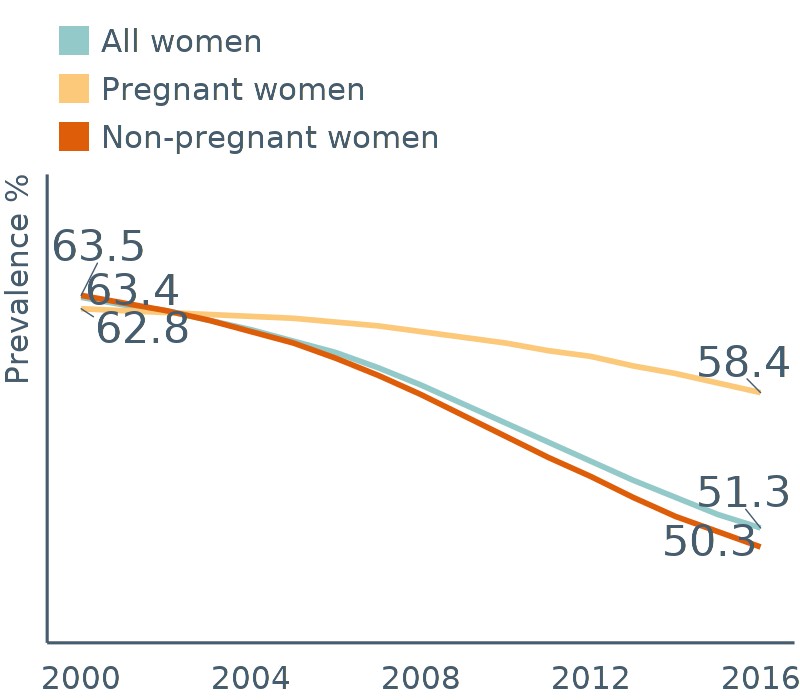 All women
Pregnant women
Non-pregnant women
Prevalence %
63.5
63.4
62.8
58.4
51.3
50.3
2000 2004 2008 2012 2016